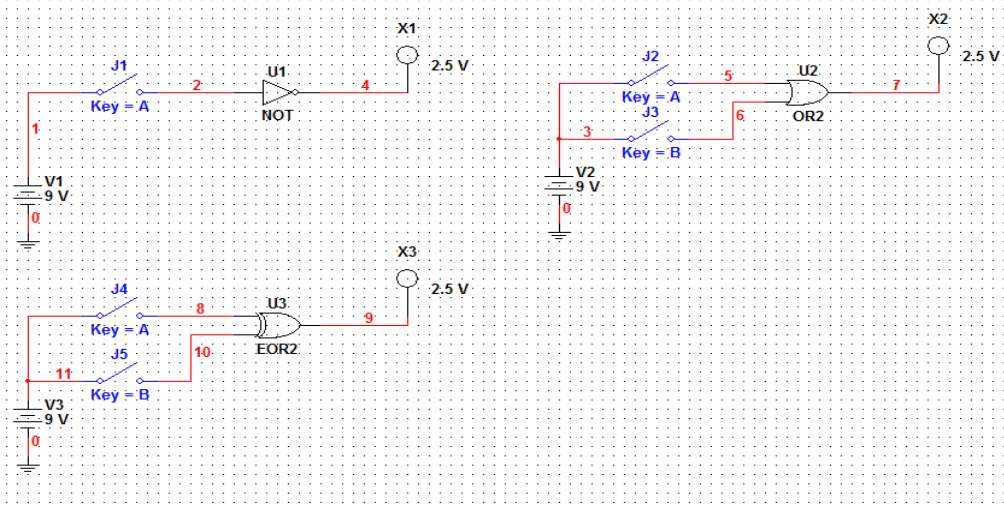 X1
2.5 V
J1
Key = A
2
U1
NOT
4
1
V1
9 V
0
X2
2.5 V
J2
Key = A
5
U2
OR2
7
J3
Key = B
3
6
V2
9 V
0
X3
2.5 V
J4
Key = A
8
U3
EOR2
9
J5
Key = B
10
11
V3
9 V
0